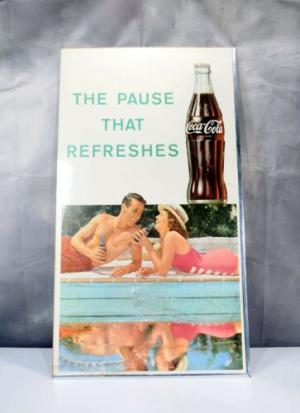 THE PAUSE
THAT
REFRESHES
Coca-Cola